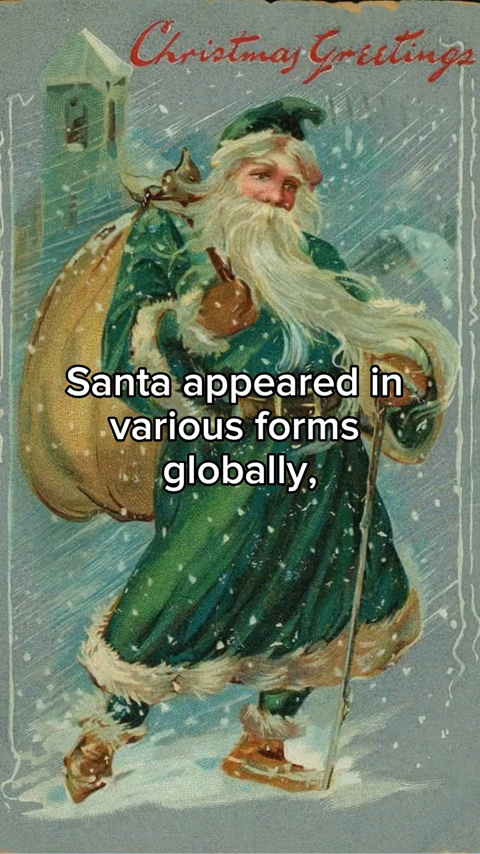 Christmas Greetings
Santa appeared in
various forms
globally,